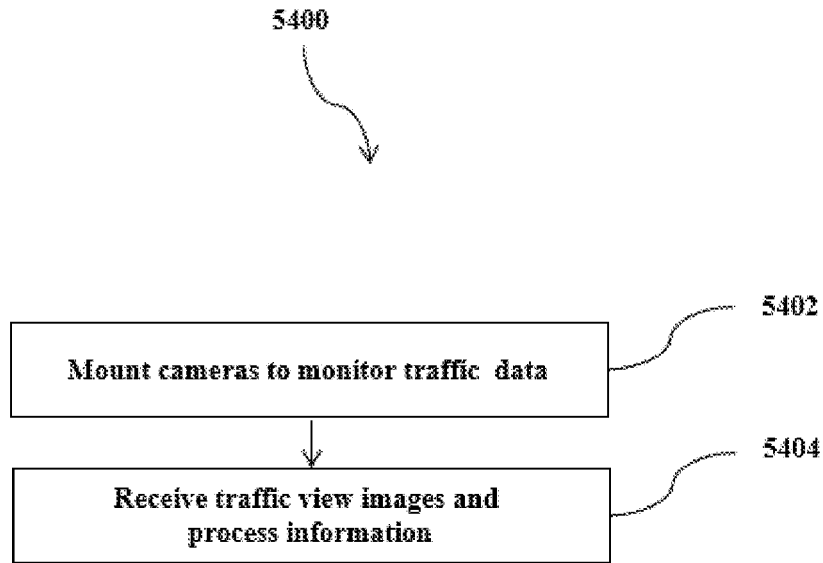 5400
5402
Mount cameras to monitor traffic data
5404
Receive traffic view images and
process information